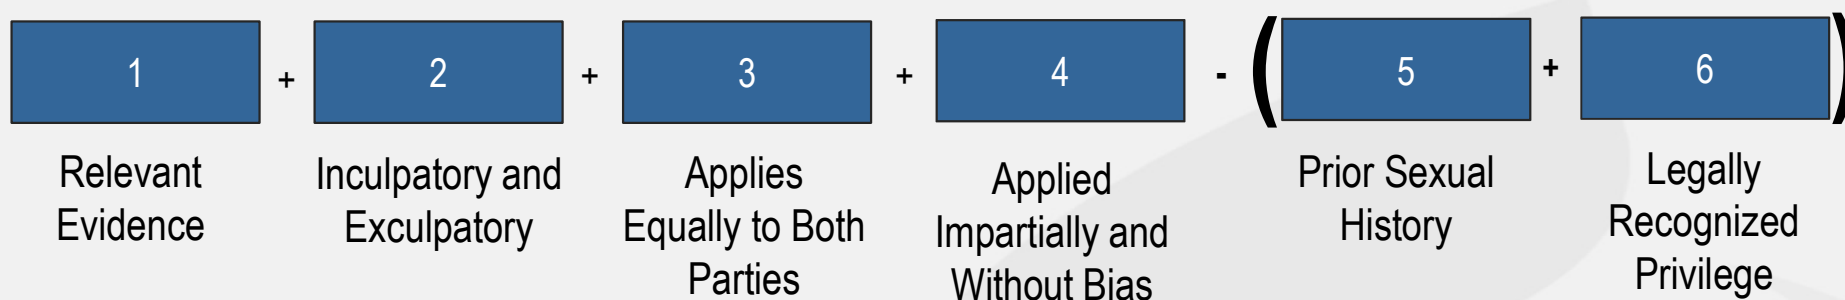 1 + 2 + 3 + 4 - ( 5 + 6 )
Relevant
Evidence
Inculpatory and
Exculpatory
Applies
Equally to Both
Parties
Applied
Impartially and
Without Bias
Prior Sexual
History
Legally
Recognized
Privilege